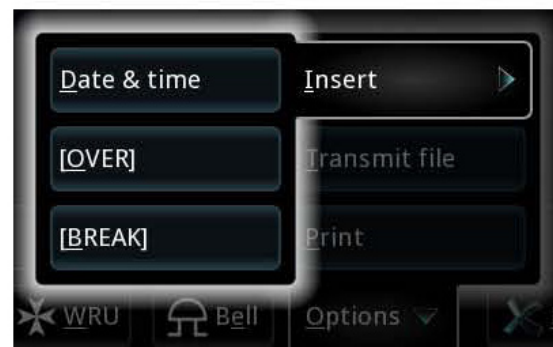 Date & time
Insert
[OVER]
Transmit file
[BREAK]
Print
WRU
Bell
Options